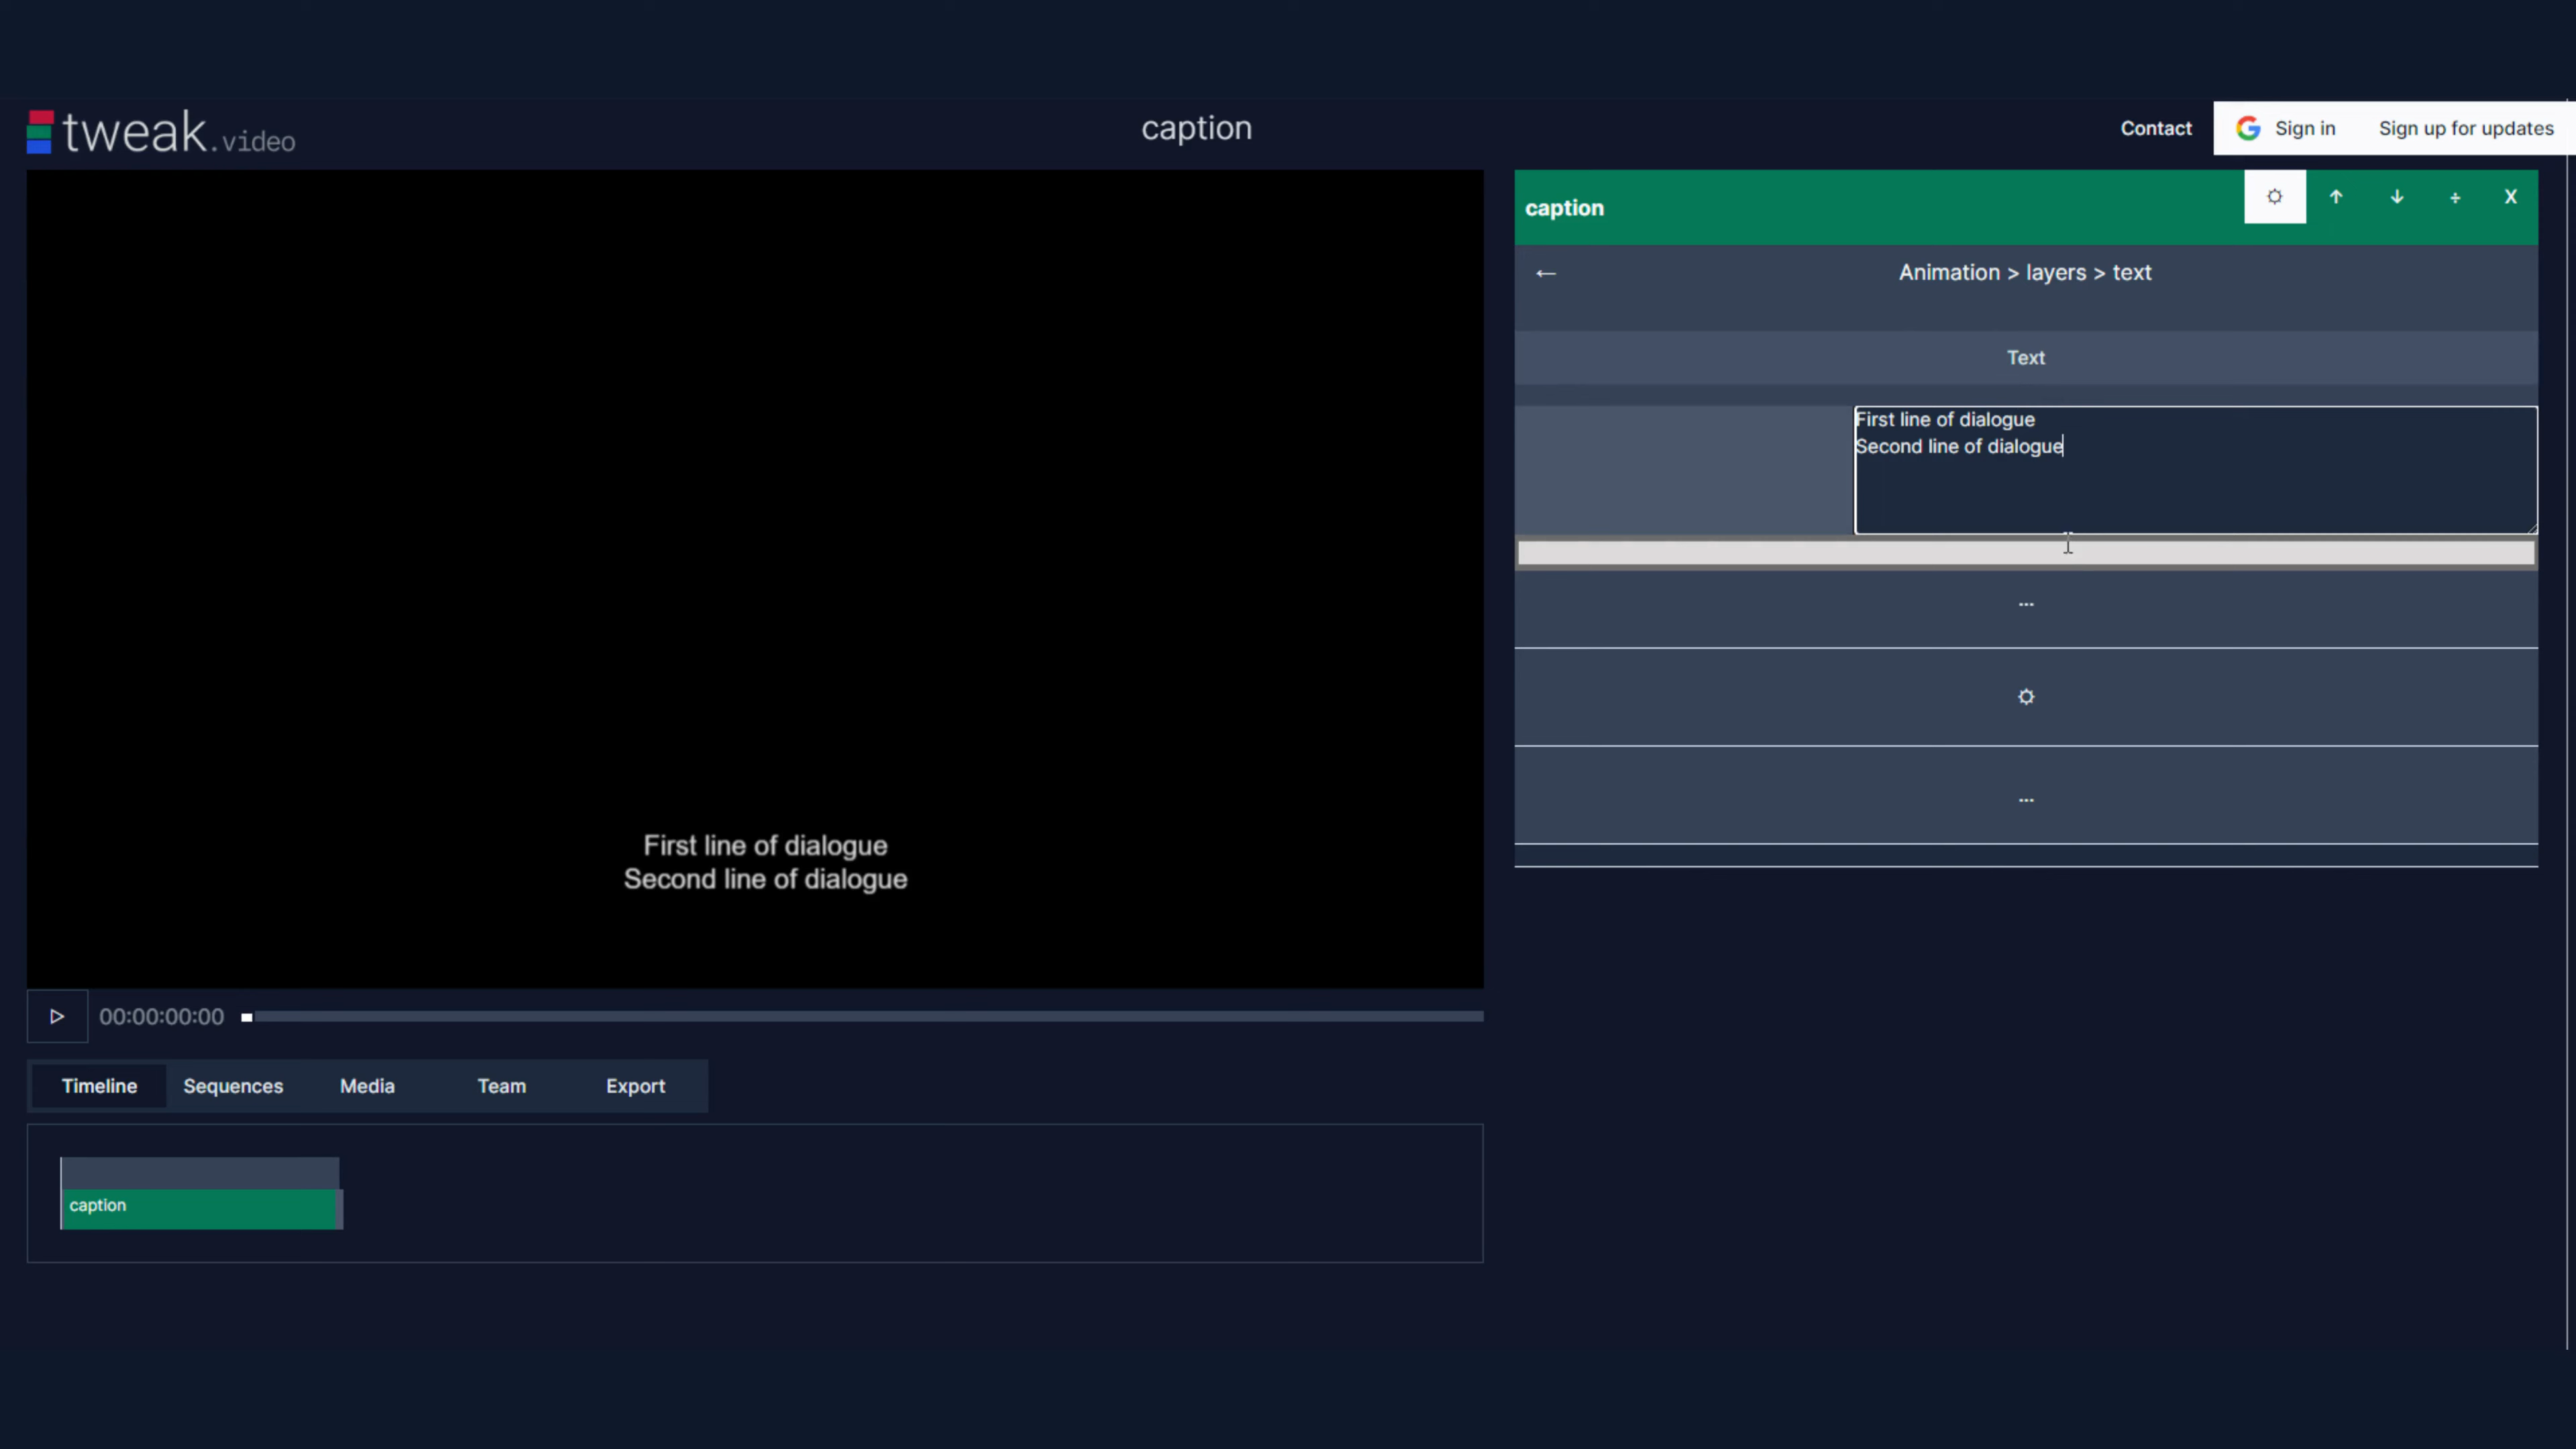 tweak.video
caption
Contact
Sign in
Sign up for updates
caption
X
Animation > layers > text
Text
First line of dialogue
Second line of dialogue
...
...
First line of dialogue
Second line of dialogue
00:00:00:00
Timeline
Sequences
Media
Team
Export
caption